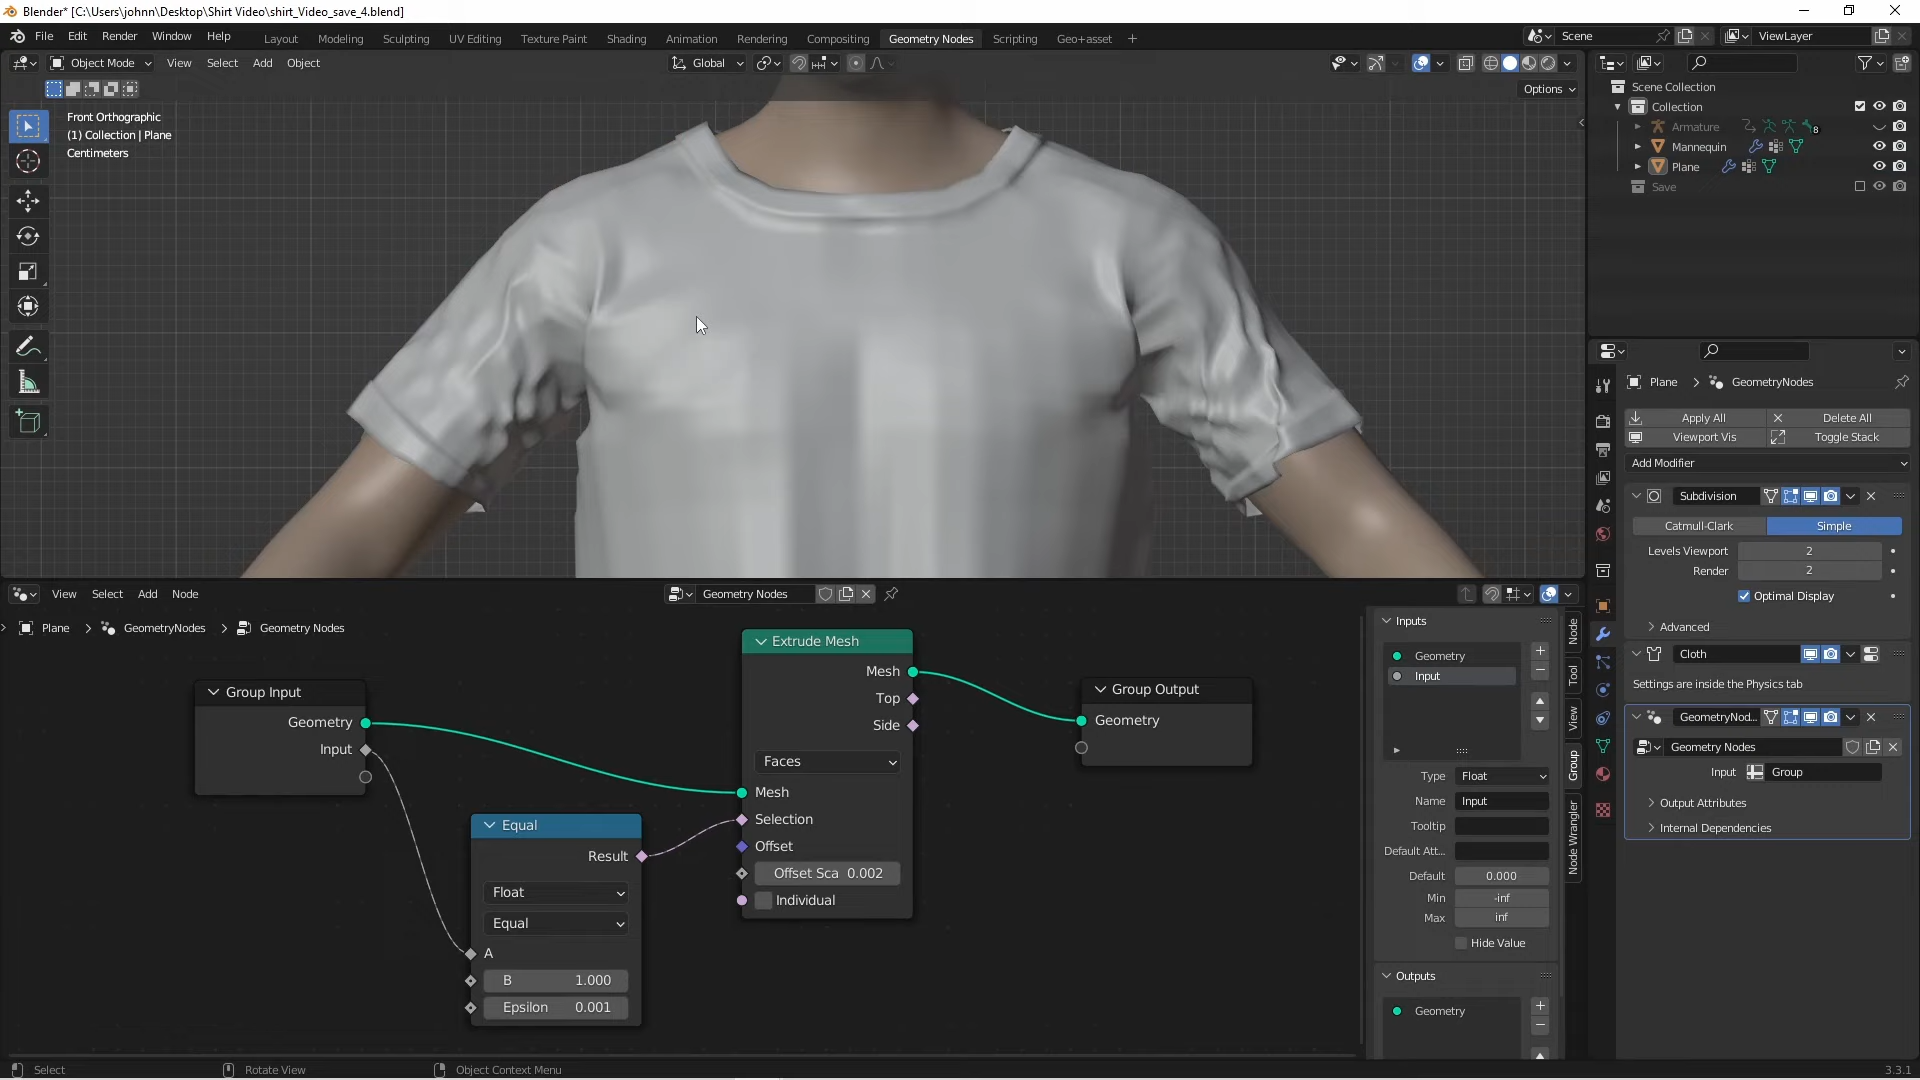 Blender* [C:\Users\johnn\Desktop\Shirt Video\shirt_Video_save_4.blend]
File Edit Render Window Help Layout Modeling Sculpting UV Editing Texture Paint Shading Animation Rendering Compositing Geometry Nodes Scripting Geo+asset + Scene ViewLayer
Object Mode View Select Add Object Global
Options
Front Orthographic
(1) Collection | Plane
Centimeters
Scene Collection
Collection
Armature 8
Mannequin
Plane
Save
Plane > GeometryNodes
Apply All Delete All
Viewport Vis Toggle Stack
Add Modifier
Subdivision
Catmull-Clark Simple
Levels Viewport 2
Render 2
Optimal Display
Advanced
Cloth
Settings are inside the Physics tab
GeometryNod...
Geometry Nodes
Input Group
Output Attributes
Internal Dependencies
View Select Add Node Geometry Nodes
Plane > GeometryNodes > Geometry Nodes
Group Input
Geometry
Input
Equal
Result
Float
Equal
A
B 1.000
Epsilon 0.001
Extrude Mesh
Mesh
Top
Side
Faces
Mesh
Selection
Offset
Offset Sca 0.002
Individual
Group Output
Geometry
Inputs
Geometry
Input
Type Float
Name Input
Tooltip
Default Att...
Default 0.000
Min -inf
Max inf
Hide Value
Outputs
Geometry
Node
Tool
View
Group
Node Wrangler
Select Rotate View Object Context Menu 3.3.1